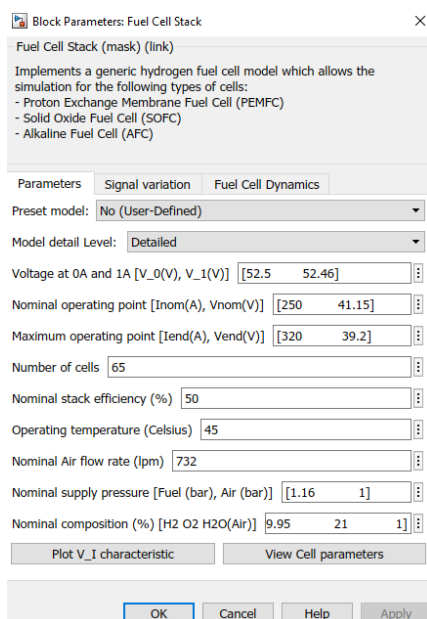 Block Parameters: Fuel Cell Stack
Fuel Cell Stack (mask) (link)
Implements a generic hydrogen fuel cell model which allows the
simulation for the following types of cells:
- Proton Exchange Membrane Fuel Cell (PEMFC)
- Solid Oxide Fuel Cell (SOFC)
- Alkaline Fuel Cell (AFC)
Parameters Signal variation Fuel Cell Dynamics
Preset model: No (User-Defined)
Model detail Level: Detailed
Voltage at 0A and 1A [V_0(V), V_1(V)] [52.5 52.46]
Nominal operating point [Inom(A), Vnom(V)] [250 41.15]
Maximum operating point [Iend(A), Vend(V)] [320 39.2]
Number of cells 65
Nominal stack efficiency (%) 50
Operating temperature (Celsius) 45
Nominal Air flow rate (lpm) 732
Nominal supply pressure [Fuel (bar), Air (bar)] [1.16 1]
Nominal composition (%) [H2 O2 H2O(Air)] 9.95 21 1]
Plot V_I characteristic View Cell parameters
OK Cancel Help Apply